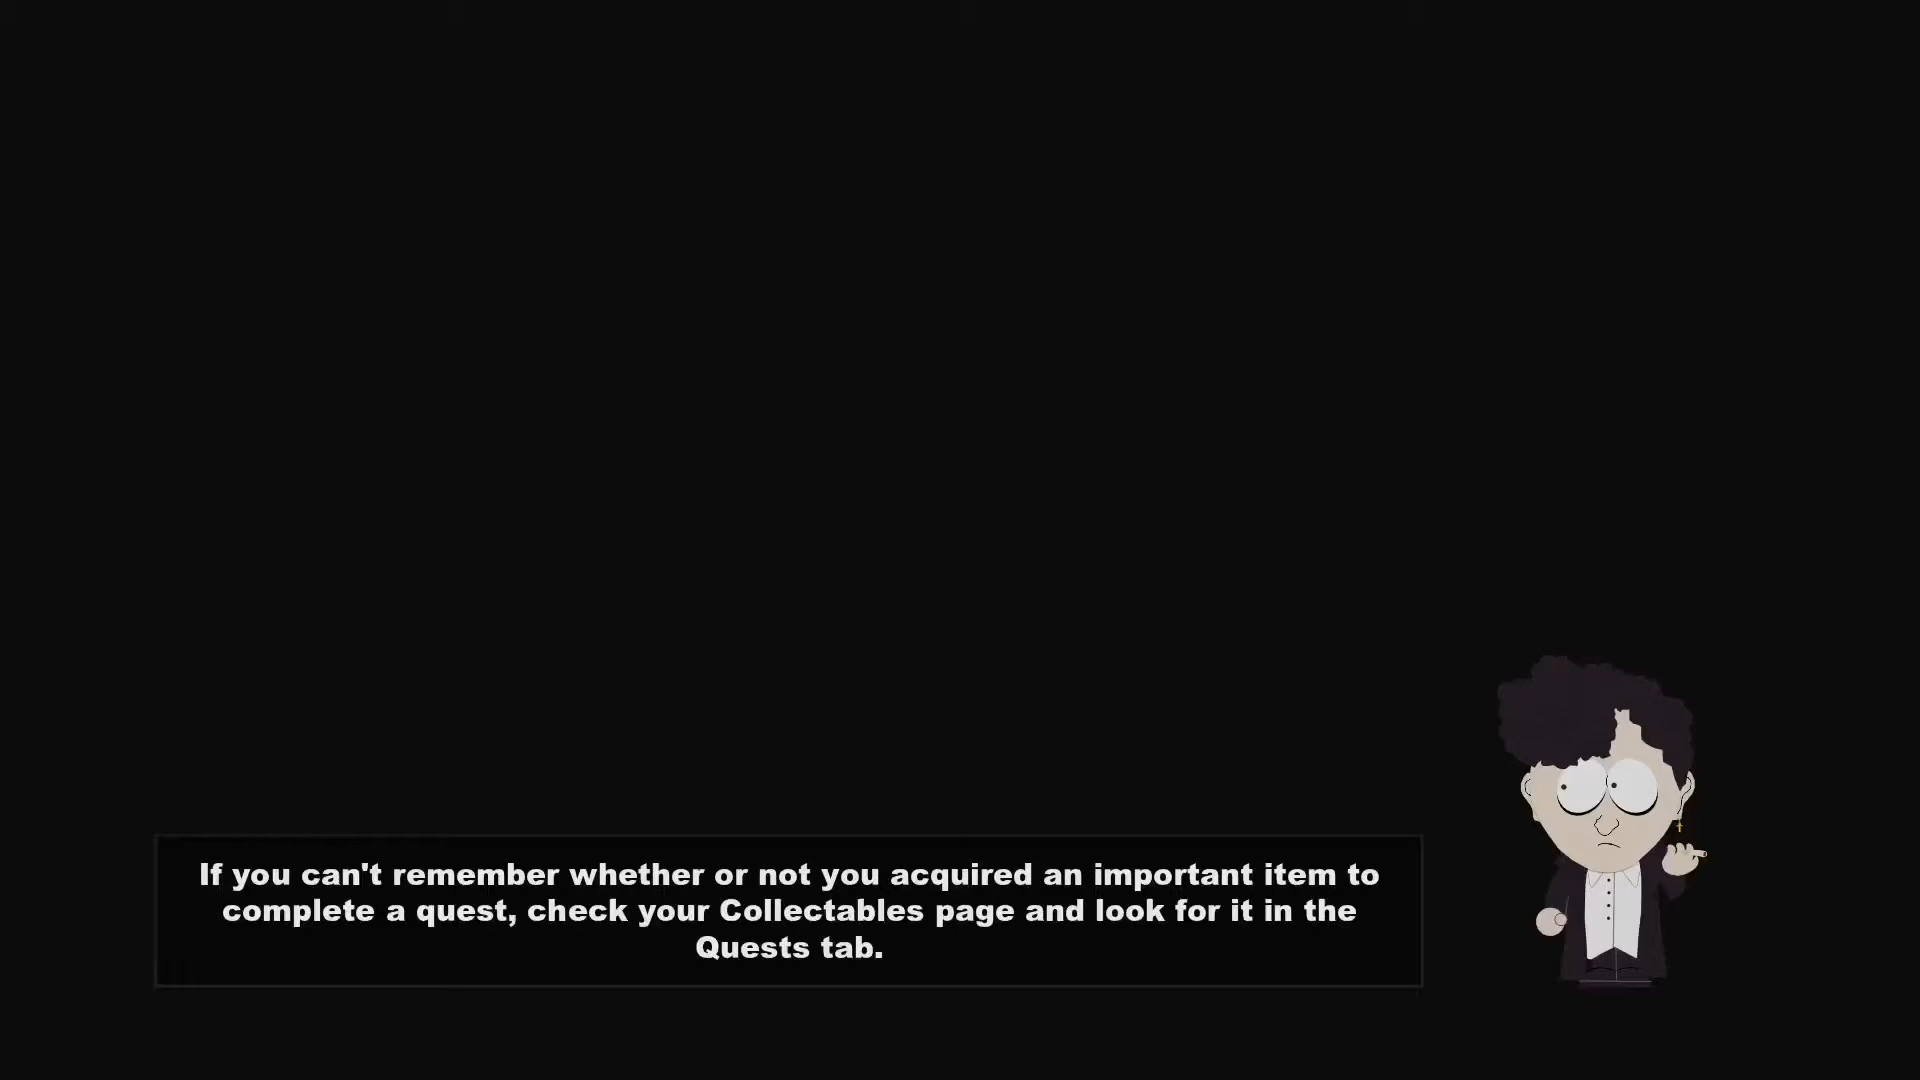 If you can't remember whether or not you acquired an important item to
complete a quest, check your Collectables page and look for it in the
Quests tab.